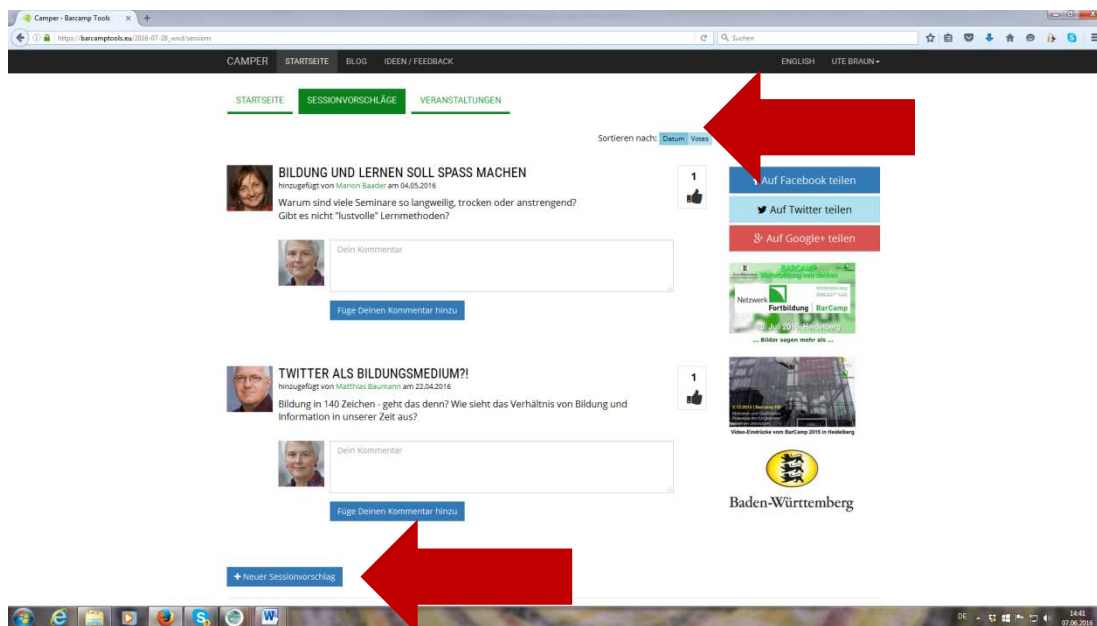 Camper - Barcamp Tools × +
https://barcamptools.eu/2016-07-28_wnd/sessions
Suchen
CAMPER STARTSEITE BLOG IDEEN / FEEDBACK ENGLISH UTE BRAUN
STARTSEITE SESSIONVORSCHLÄGE VERANSTALTUNGEN
Sortieren nach: Datum Votes
BILDUNG UND LERNEN SOLL SPASS MACHEN
hinzugefügt von Marion Baader am 04.05.2016
Warum sind viele Seminare so langweilig, trocken oder anstrengend?
Gibt es nicht "lustvolle" Lernmethoden?
1
Dein Kommentar
Füge Deinen Kommentar hinzu
TWITTER ALS BILDUNGSMEDIUM?!
hinzugefügt von Matthias Baumann am 22.04.2016
Bildung in 140 Zeichen - geht das denn? Wie sieht das Verhältnis von Bildung und
Information in unserer Zeit aus?
1
Dein Kommentar
Füge Deinen Kommentar hinzu
+ Neuer Sessionvorschlag
Auf Facebook teilen
Auf Twitter teilen
Auf Google+ teilen
BARCAMP
Netzwerk
Fortbildung BarCamp
28. Juli 2016, Heidelberg
... Bilder sagen mehr als ...
Video-Eindrücke vom BarCamp 2015 in Heidelberg
Baden-Württemberg
DE 14:41
07.06.2016